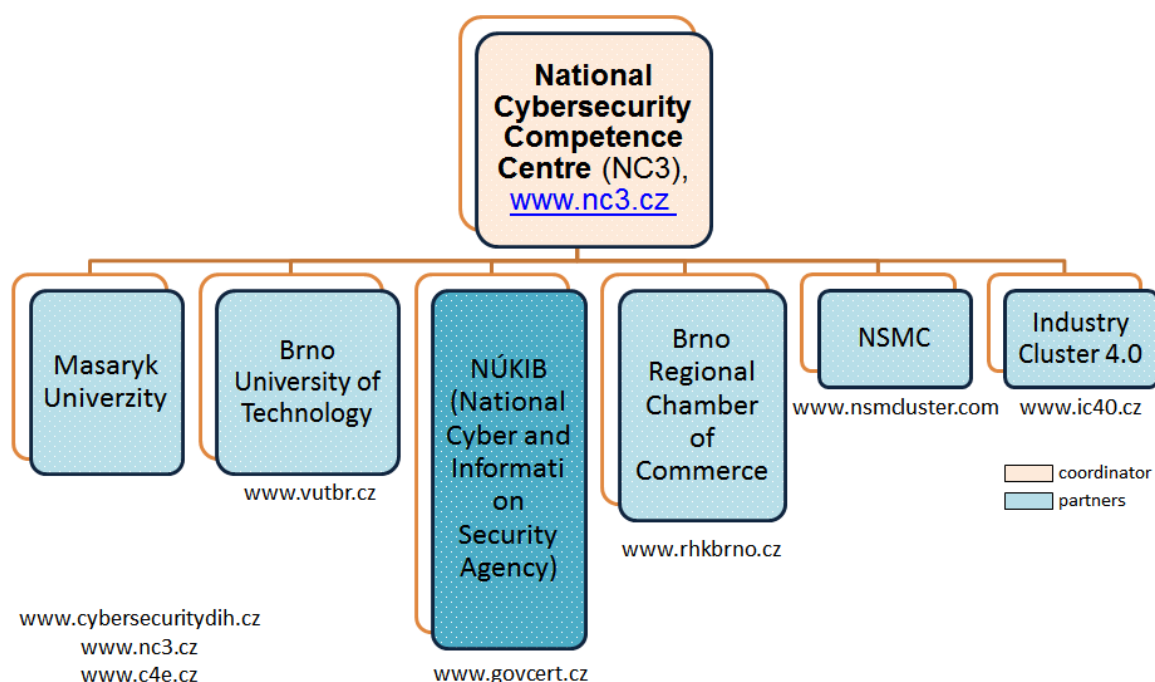 National
Cybersecurity
Competence
Centre (NC3),
www.nc3.cz
Masaryk
Univerzity
Brno
University of
Technology
www.vutbr.cz
NÚKIB
(National
Cyber and
Informati
on
Security
Agency)
www.govcert.cz
Brno
Regional
Chamber
of
Commerce
www.rhkbrno.cz
NSMC
www.nsmcluster.com
Industry
Cluster 4.0
www.ic40.cz
coordinator
partners
www.cybersecuritydih.cz
www.nc3.cz
www.c4e.cz